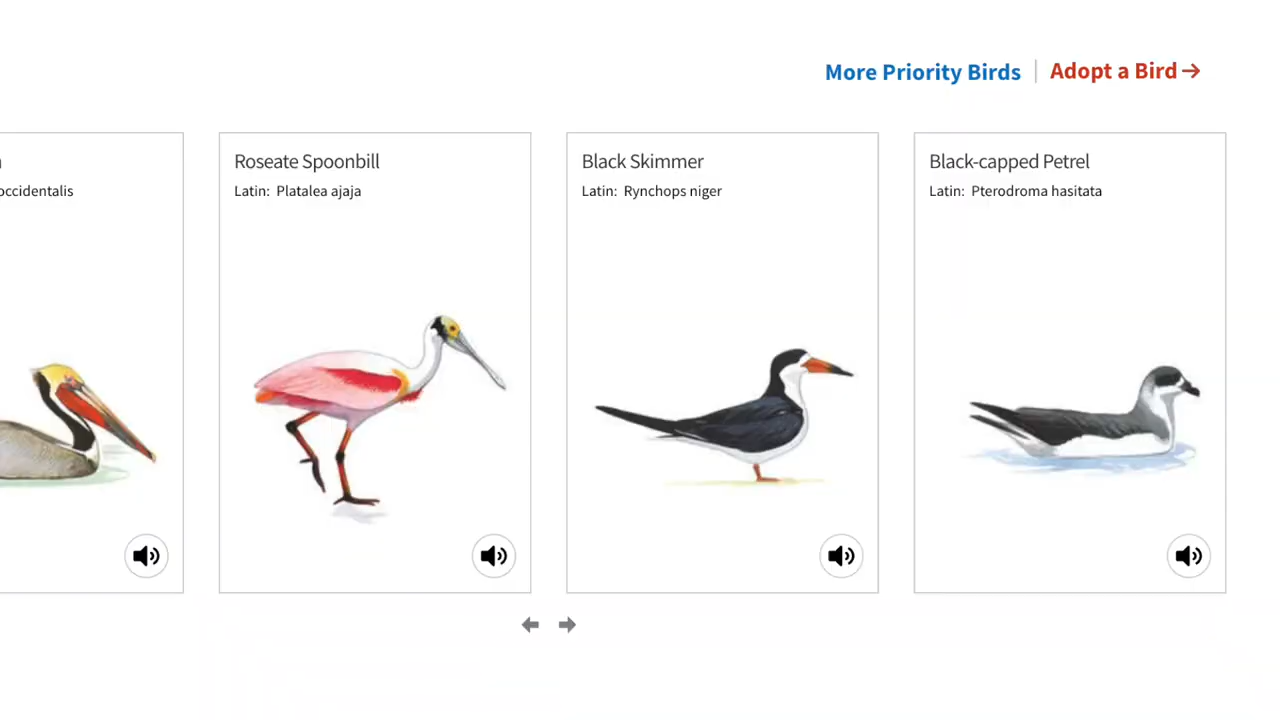 More Priority Birds
Adopt a Bird →
occidentalis
Roseate Spoonbill
Latin: Platalea ajaja
Black Skimmer
Latin: Rynchops niger
Black-capped Petrel
Latin: Pterodroma hasitata